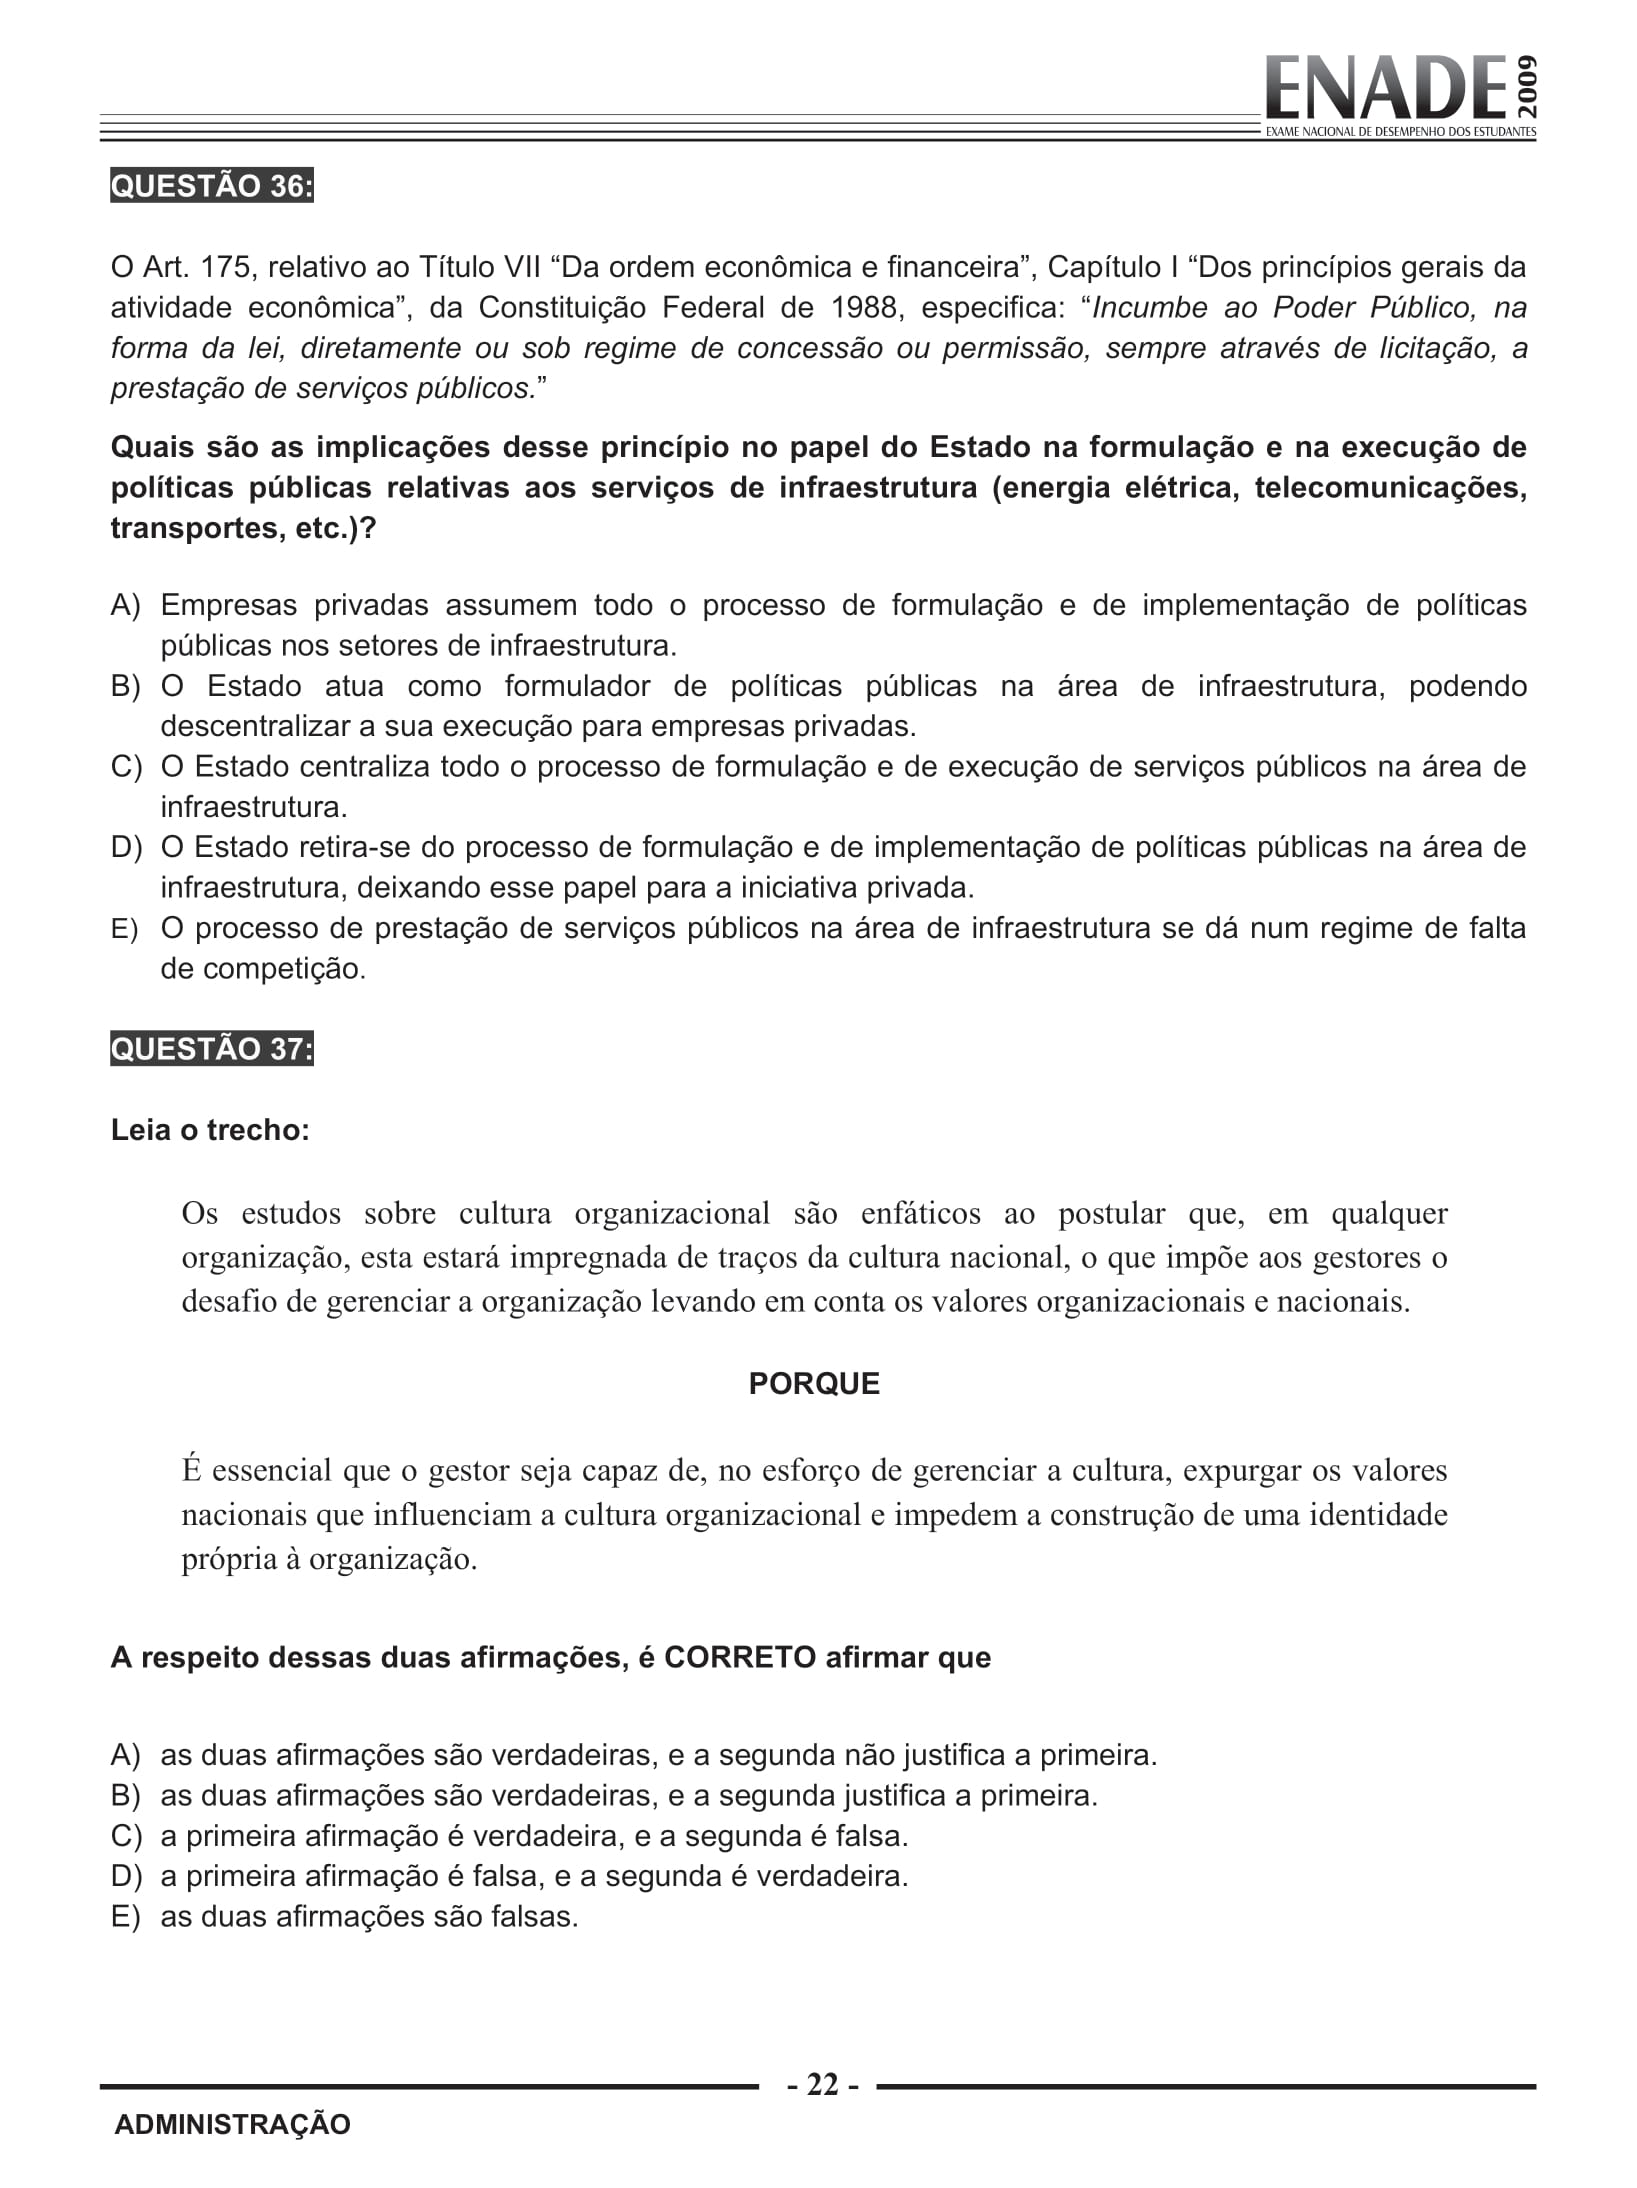 ENADE 2009
EXAME NACIONAL DE DESEMPENHO DOS ESTUDANTES
QUESTÃO 36:
O Art. 175, relativo ao Título VII “Da ordem econômica e financeira”, Capítulo I “Dos princípios gerais da
atividade econômica”, da Constituição Federal de 1988, especifica: “Incumbe ao Poder Público, na
forma da lei, diretamente ou sob regime de concessão ou permissão, sempre através de licitação, a
prestação de serviços públicos.”
Quais são as implicações desse princípio no papel do Estado na formulação e na execução de
políticas públicas relativas aos serviços de infraestrutura (energia elétrica, telecomunicações,
transportes, etc.)?
A) Empresas privadas assumem todo o processo de formulação e de implementação de políticas
públicas nos setores de infraestrutura.
B) O Estado atua como formulador de políticas públicas na área de infraestrutura, podendo
descentralizar a sua execução para empresas privadas.
C) O Estado centraliza todo o processo de formulação e de execução de serviços públicos na área de
infraestrutura.
D) O Estado retira-se do processo de formulação e de implementação de políticas públicas na área de
infraestrutura, deixando esse papel para a iniciativa privada.
E) O processo de prestação de serviços públicos na área de infraestrutura se dá num regime de falta
de competição.
QUESTÃO 37:
Leia o trecho:
Os estudos sobre cultura organizacional são enfáticos ao postular que, em qualquer
organização, esta estará impregnada de traços da cultura nacional, o que impõe aos gestores o
desafio de gerenciar a organização levando em conta os valores organizacionais e nacionais.
PORQUE
É essencial que o gestor seja capaz de, no esforço de gerenciar a cultura, expurgar os valores
nacionais que influenciam a cultura organizacional e impedem a construção de uma identidade
própria à organização.
A respeito dessas duas afirmações, é CORRETO afirmar que
A) as duas afirmações são verdadeiras, e a segunda não justifica a primeira.
B) as duas afirmações são verdadeiras, e a segunda justifica a primeira.
C) a primeira afirmação é verdadeira, e a segunda é falsa.
D) a primeira afirmação é falsa, e a segunda é verdadeira.
E) as duas afirmações são falsas.
- 22 -
ADMINISTRAÇÃO